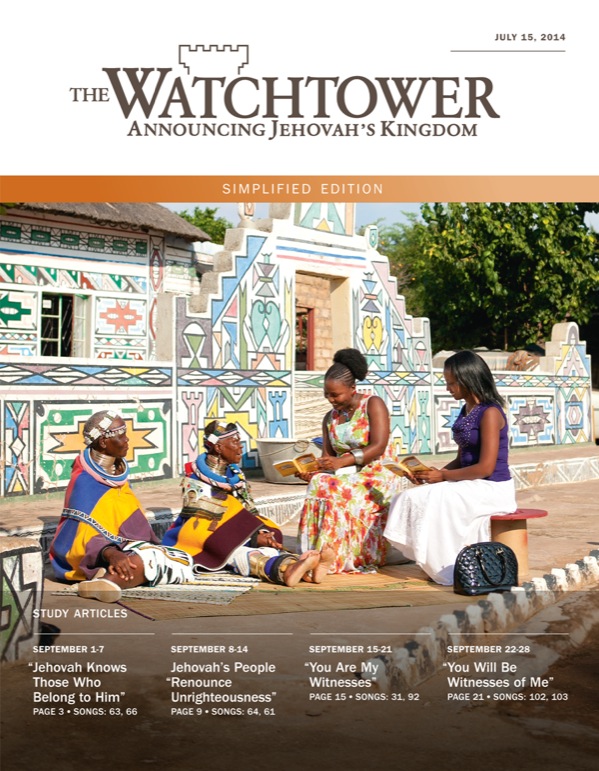 JULY 15, 2014
THE WATCHTOWER
ANNOUNCING JEHOVAH'S KINGDOM
SIMPLIFIED EDITION
STUDY ARTICLES
SEPTEMBER 1-7
“Jehovah Knows
Those Who
Belong to Him”
PAGE 3 • SONGS: 63, 66
SEPTEMBER 8-14
Jehovah’s People
“Renounce
Unrighteousness”
PAGE 9 • SONGS: 64, 61
SEPTEMBER 15-21
“You Are My
Witnesses”
PAGE 15 • SONGS: 31, 92
SEPTEMBER 22-28
“You Will Be
Witnesses of Me”
PAGE 21 • SONGS: 102, 103